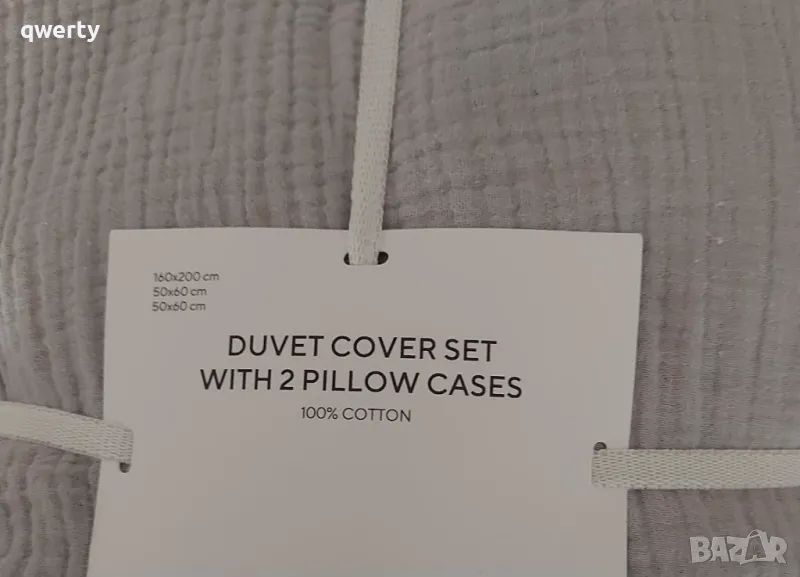 qwerty
160x200 cm
50x60 cm
50x60 cm
DUVET COVER SET
WITH 2 PILLOW CASES
100% COTTON
BAZAR